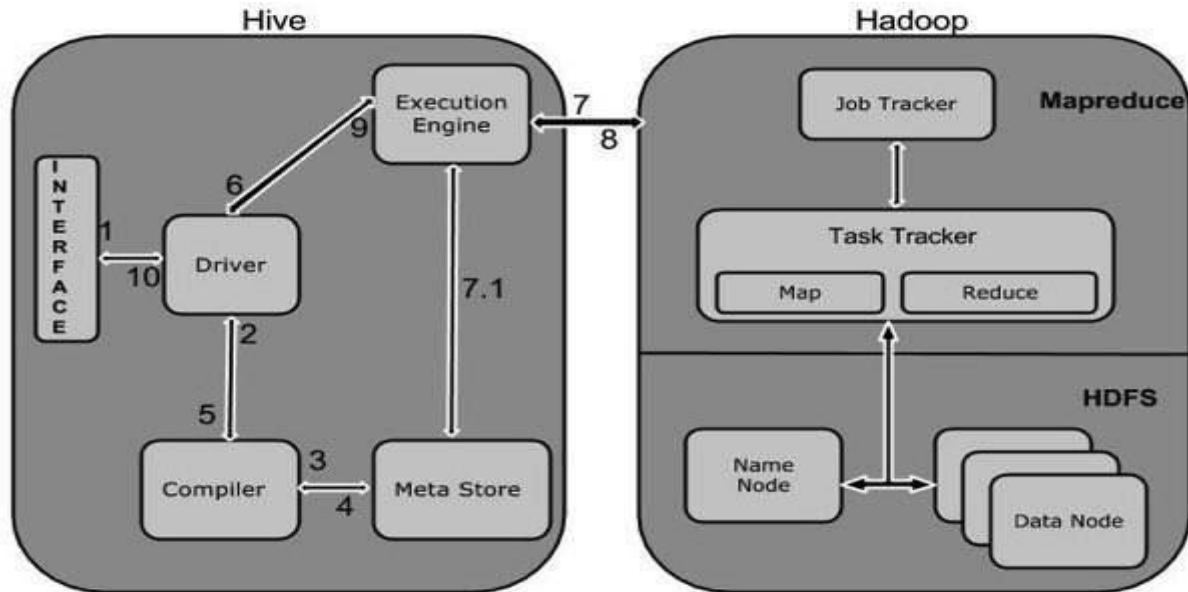 Hive
Hadoop
Execution
Engine
7
8
9
6
INTERFACE
1
10
Driver
7.1
2
5
Compiler
3
4
Meta Store
Job Tracker
Mapreduce
Task Tracker
Map
Reduce
HDFS
Name
Node
Data Node